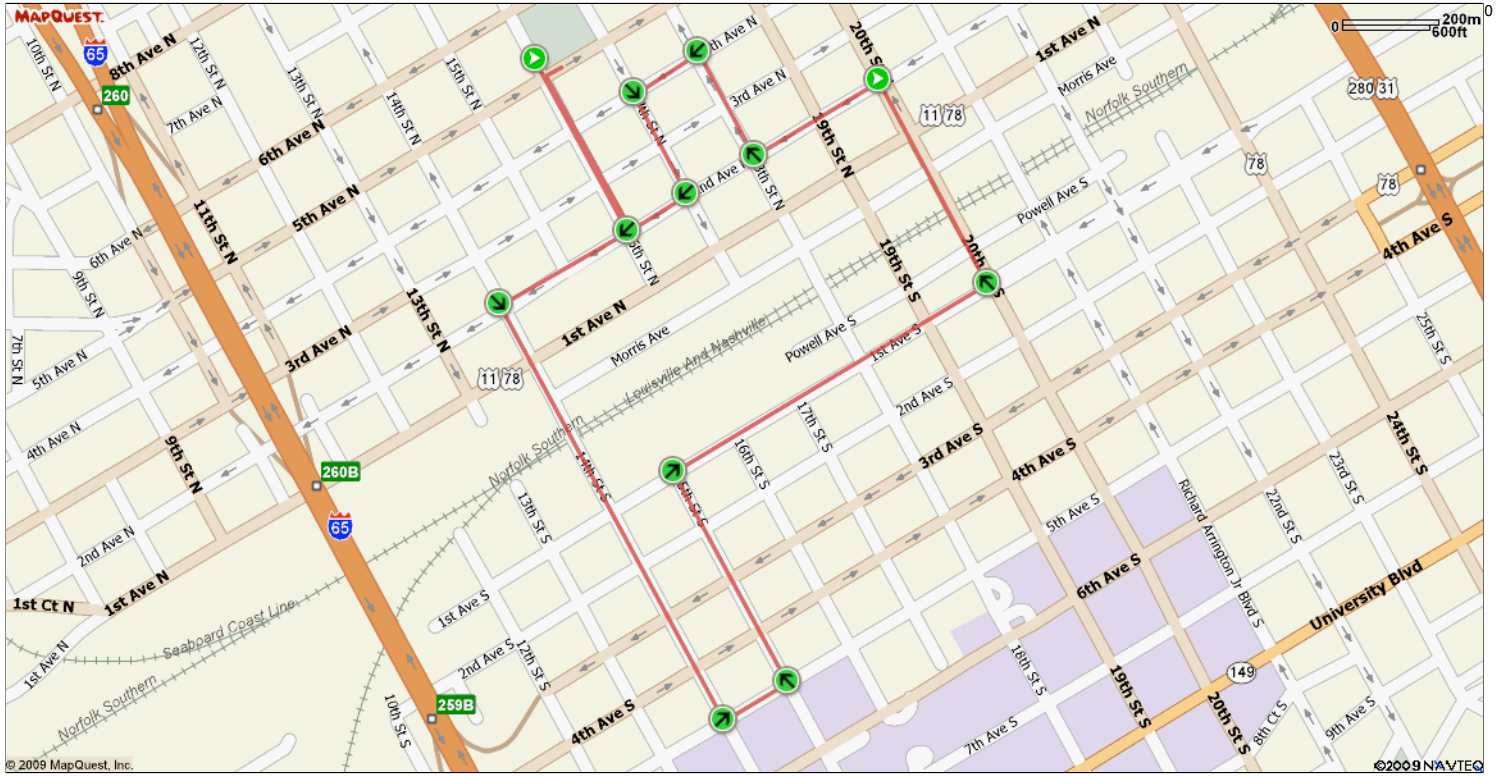 MAPQUEST.
0
200m
0
600ft
10th St N
65
8th Ave N
12th St N
13th St N
14th St N
15th St N
20th S
1st Ave N
Morris Ave
Norfolk Southern
280 31
260
7th Ave N
6th Ave N
3rd Ave N
11 78
19th St N
78
78
5th Ave N
11th St N
6th Ave N
9th St N
Powell Ave S
4th Ave S
19th St S
20th S
13th St N
3rd Ave N
1st Ave N
Morris Ave
Louisville And Nashville
Powell Ave S
1st Ave S
25th St S
7th St N
5th Ave N
11 78
2nd Ave S
17th St S
16th St S
3rd Ave S
4th Ave S
24th St S
4th Ave N
9th St N
260B
65
Norfolk Southern
14th St S
13th St S
5th Ave S
Richard Arrington Jr Blvd S
22nd St S
23rd St S
2nd Ave N
1st Ave N
1st Ct N
Seaboard Coast Line
1st Ave S
6th Ave S
University Blvd
1st Ave N
2nd Ave S
12th St S
18th St S
149
Norfolk Southern
10th St S
259B
4th Ave S
19th St S
20th St S
7th Ave S
8th Ct S
9th Ave S
© 2009 MapQuest, Inc.
©2009 NAVTEQ